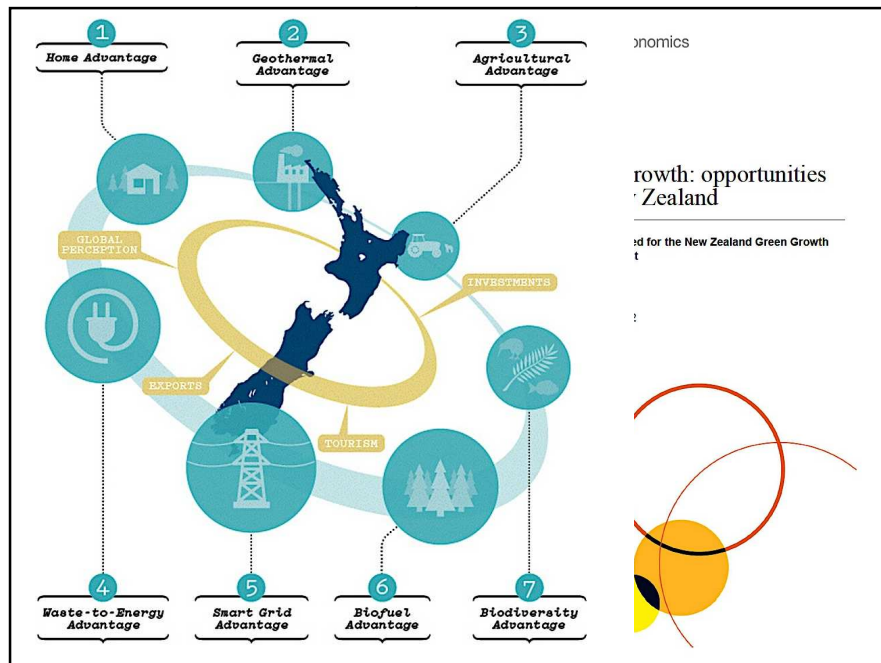 1
Home Advantage
2
Geothermal
Advantage
3
Agricultural
Advantage
GLOBAL
PERCEPTION
INVESTMENTS
EXPORTS
TOURISM
4
Waste-to-Energy
Advantage
5
Smart Grid
Advantage
6
Biofuel
Advantage
7
Biodiversity
Advantage
onomics
rowth: opportunities
Zealand
ed for the New Zealand Green Growth
t